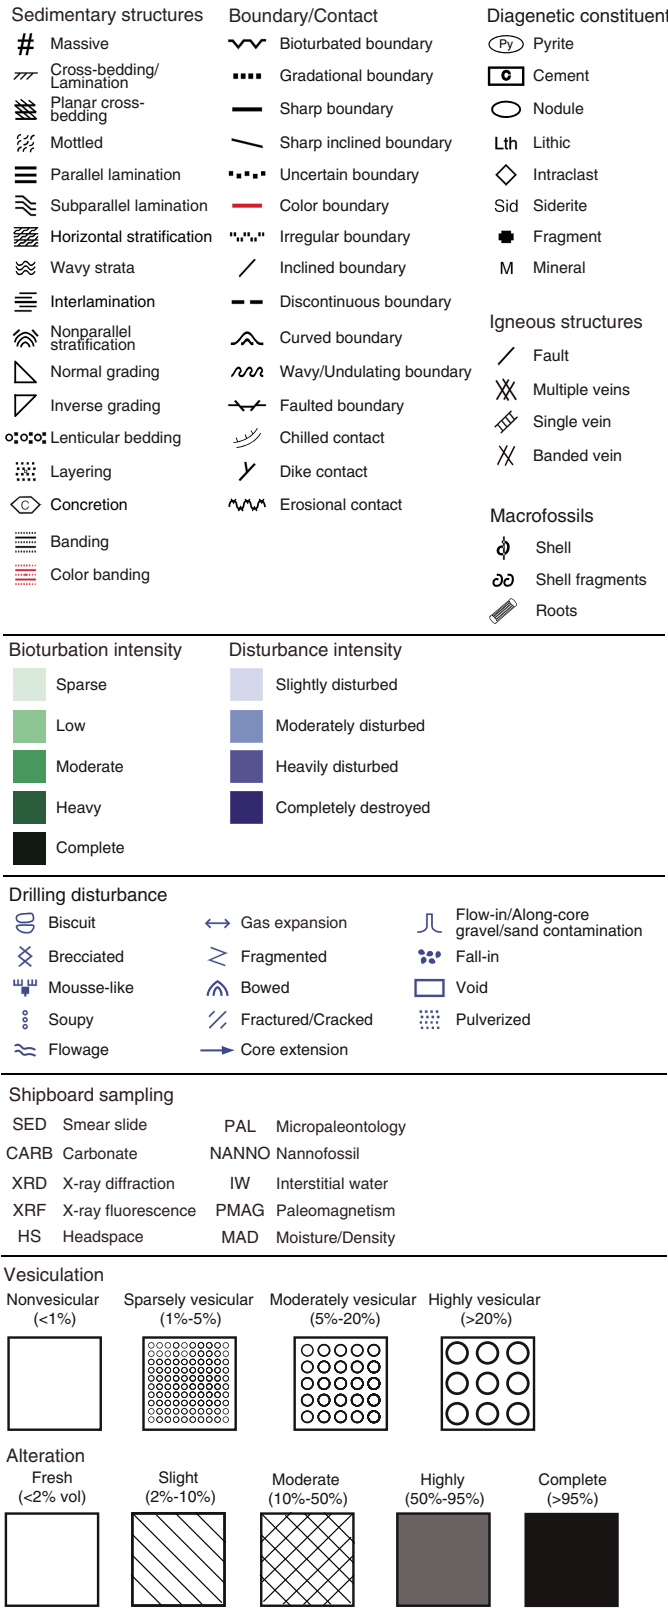 Sedimentary structures
# Massive
Cross-bedding/
Lamination
Planar cross-
bedding
Mottled
Parallel lamination
Subparallel lamination
Horizontal stratification
Wavy strata
Interlamination
Nonparallel
stratification
Normal grading
Inverse grading
Lenticular bedding
Layering
C Concretion
Banding
Color banding
Boundary/Contact
Bioturbated boundary
Gradational boundary
Sharp boundary
Sharp inclined boundary
Uncertain boundary
Color boundary
Irregular boundary
Inclined boundary
Discontinuous boundary
Curved boundary
Wavy/Undulating boundary
Faulted boundary
Chilled contact
Dike contact
Erosional contact
Diagenetic constituent
Py Pyrite
C Cement
Nodule
Lth Lithic
Intraclast
Sid Siderite
Fragment
M Mineral
Igneous structures
Fault
Multiple veins
Single vein
Banded vein
Macrofossils
Shell
Shell fragments
Roots
Bioturbation intensity
Sparse
Low
Moderate
Heavy
Complete
Disturbance intensity
Slightly disturbed
Moderately disturbed
Heavily disturbed
Completely destroyed
Drilling disturbance
Biscuit
Brecciated
Mousse-like
Soupy
Flowage
Gas expansion
Fragmented
Bowed
Fractured/Cracked
Core extension
Flow-in/Along-core
gravel/sand contamination
Fall-in
Void
Pulverized
Shipboard sampling
SED Smear slide
CARB Carbonate
XRD X-ray diffraction
XRF X-ray fluorescence
HS Headspace
PAL Micropaleontology
NANNO Nannofossil
IW Interstitial water
PMAG Paleomagnetism
MAD Moisture/Density
Vesiculation
Nonvesicular
(<1%)
Sparsely vesicular
(1%-5%)
Moderately vesicular
(5%-20%)
Highly vesicular
(>20%)
Alteration
Fresh
(<2% vol)
Slight
(2%-10%)
Moderate
(10%-50%)
Highly
(50%-95%)
Complete
(>95%)